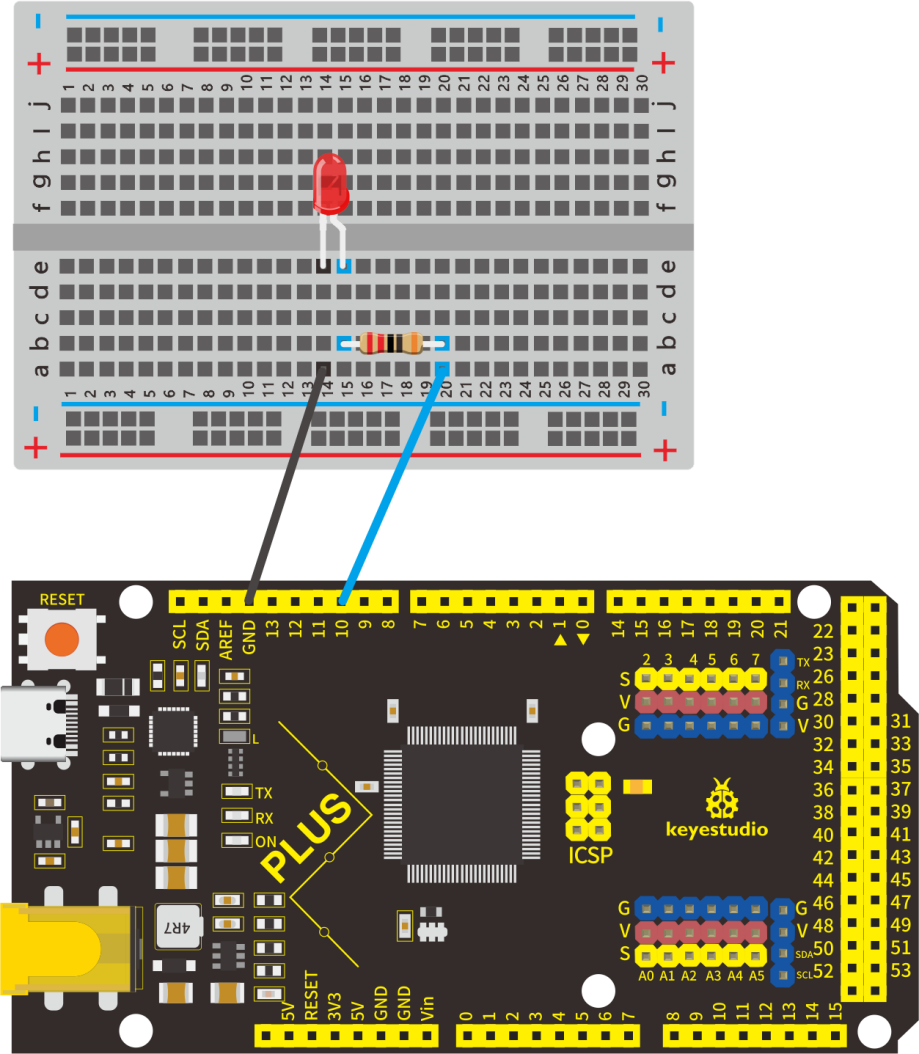 - -
+ +
1 2 3 4 5 6 7 8 9 10 11 12 13 14 15 16 17 18 19 20 21 22 23 24 25 26 27 28 29 30
j j
I I
h h
g g
f f
e e
d d
c c
b b
a a
1 2 3 4 5 6 7 8 9 10 11 12 13 14 15 16 17 18 19 20 21 22 23 24 25 26 27 28 29 30
- -
+ +
RESET
SCL SDA AREF GND 13 12 11 10 9 8 7 6 5 4 3 2 ▲1 ▼0 14 15 16 17 18 19 20 21
22
23
26
28
30 31
32 33
34 35
36 37
38 39
40 41
42 43
44 45
46 47
48 49
50 51
52 53
2 3 4 5 6 7
S
V
G
TX
RX
G
V
L
TX
RX
ON
PLUS
ICSP
keyestudio
4R7
G G
V V
S SDA
A0 A1 A2 A3 A4 A5 SCL
5V RESET 3V3 5V GND GND Vin 0 1 2 3 4 5 6 7 8 9 10 11 12 13 14 15